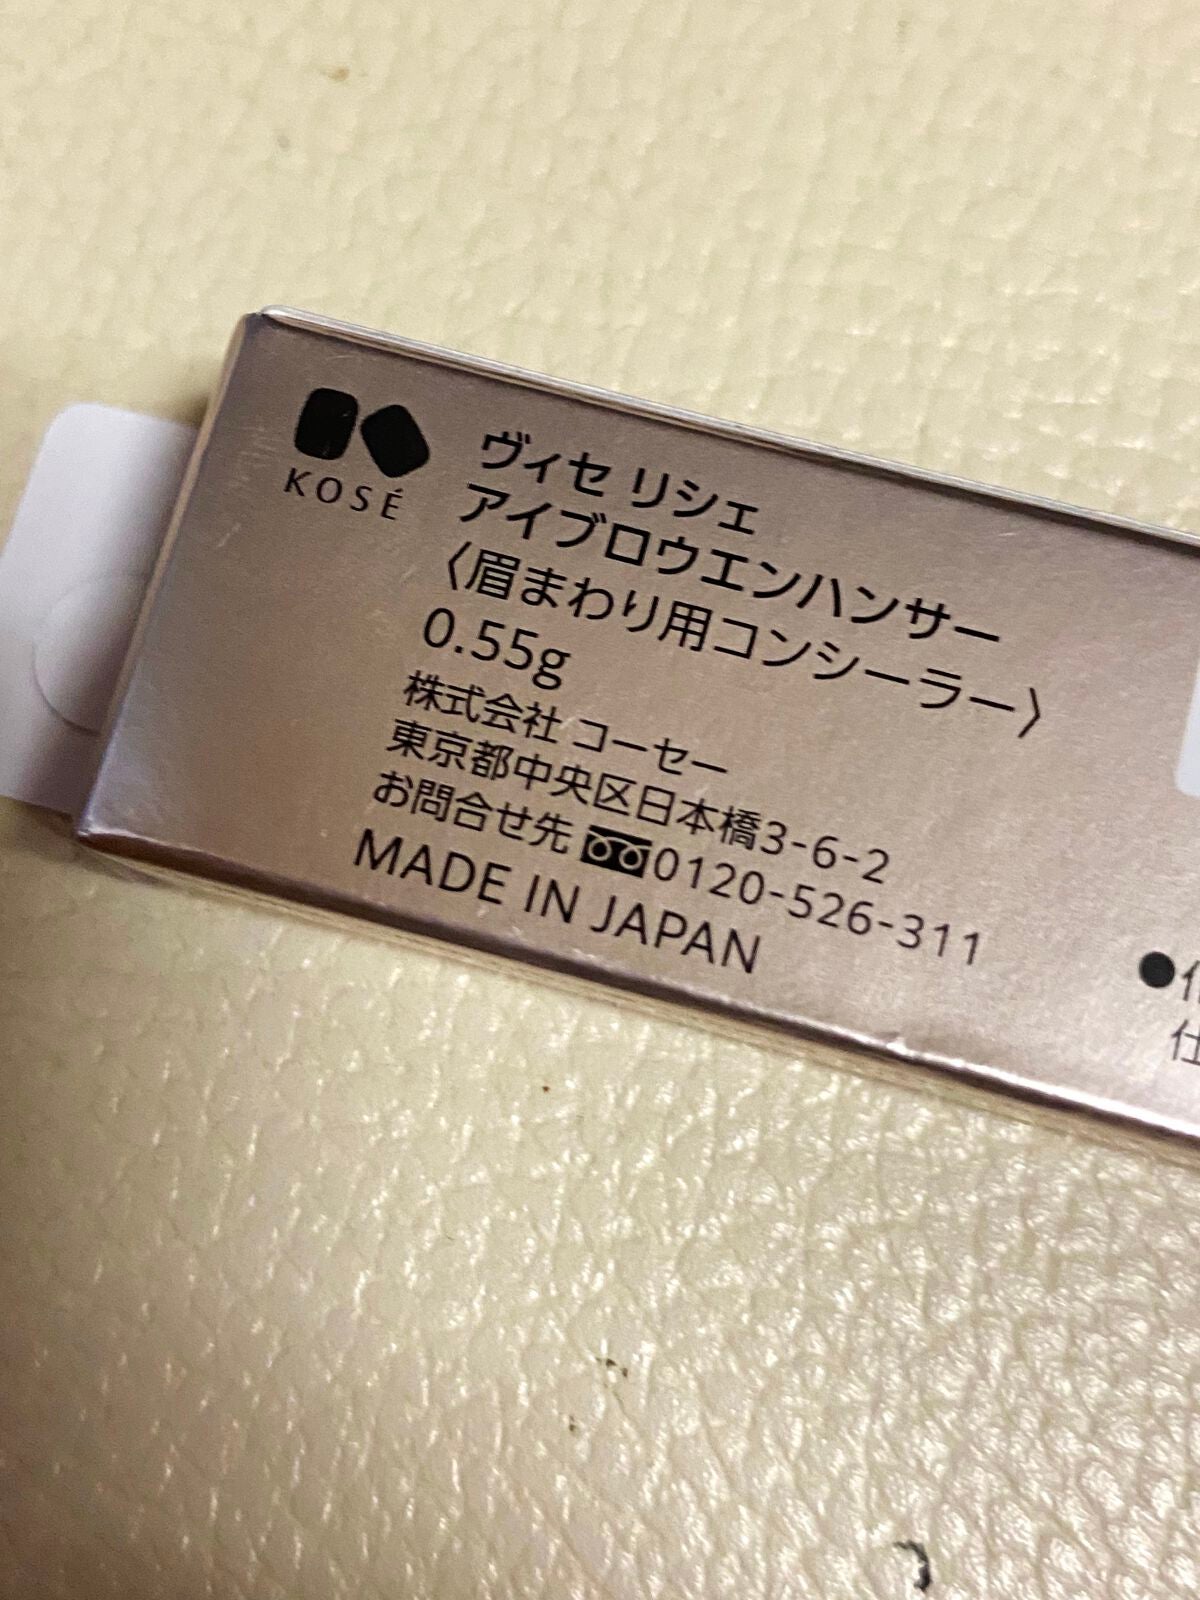 KOSÉ
ヴィセ リシェ
アイブロウエンハンサー
〈眉まわり用コンシーラー〉
0.55g
株式会社 コーセー
東京都中央区日本橋3-6-2
お問合せ先 0120-526-311
MADE IN JAPAN
●
仕